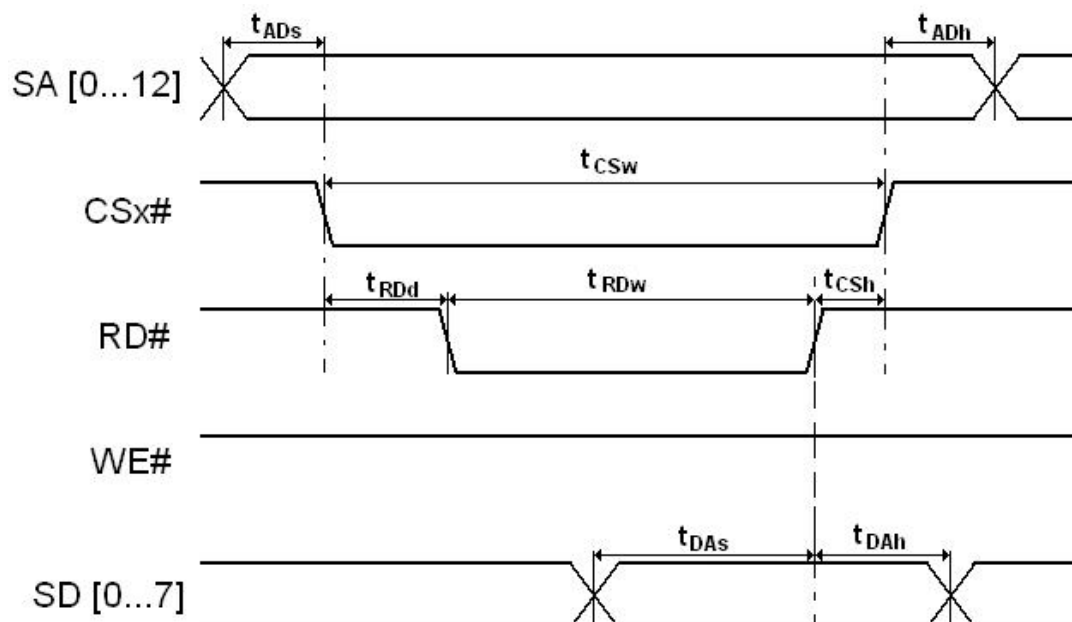 tADs
tADh
SA [0...12]
tCSw
CSx#
tRDd
tRDw
tCSh
RD#
WE#
tDAs
tDAh
SD [0...7]